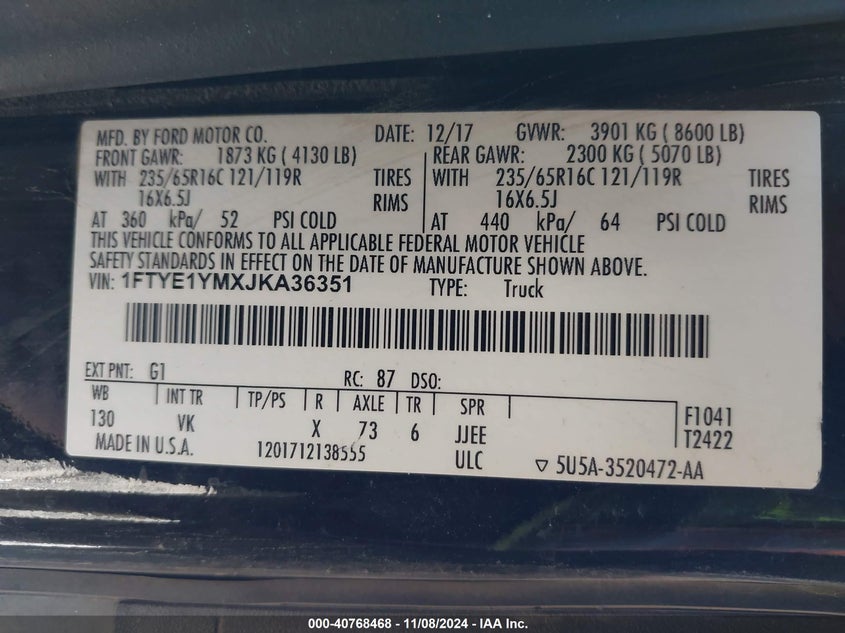 MFD. BY FORD MOTOR CO. DATE: 12/17 GVWR: 3901 KG ( 8600 LB)
FRONT GAWR: 1873 KG ( 4130 LB) REAR GAWR: 2300 KG ( 5070 LB)
WITH 235/65R16C 121/119R TIRES WITH 235/65R16C 121/119R TIRES
16X6.5J RIMS 16X6.5J RIMS
AT 360 kPa/ 52 PSI COLD AT 440 kPa/ 64 PSI COLD
THIS VEHICLE CONFORMS TO ALL APPLICABLE FEDERAL MOTOR VEHICLE
SAFETY STANDARDS IN EFFECT ON THE DATE OF MANUFACTURE SHOWN ABOVE.
VIN: 1FTYE1YMXJKA36351 TYPE: Truck
EXT PNT: G1 RC: 87 DSO:
WB INT TR TP/PS R AXLE TR SPR F1041
130 VK X 73 6 JJEE T2422
MADE IN U.S.A. 1201712138555 ULC ▽ 5U5A-3520472-AA
000-40768468 - 11/08/2024 - IAA Inc.